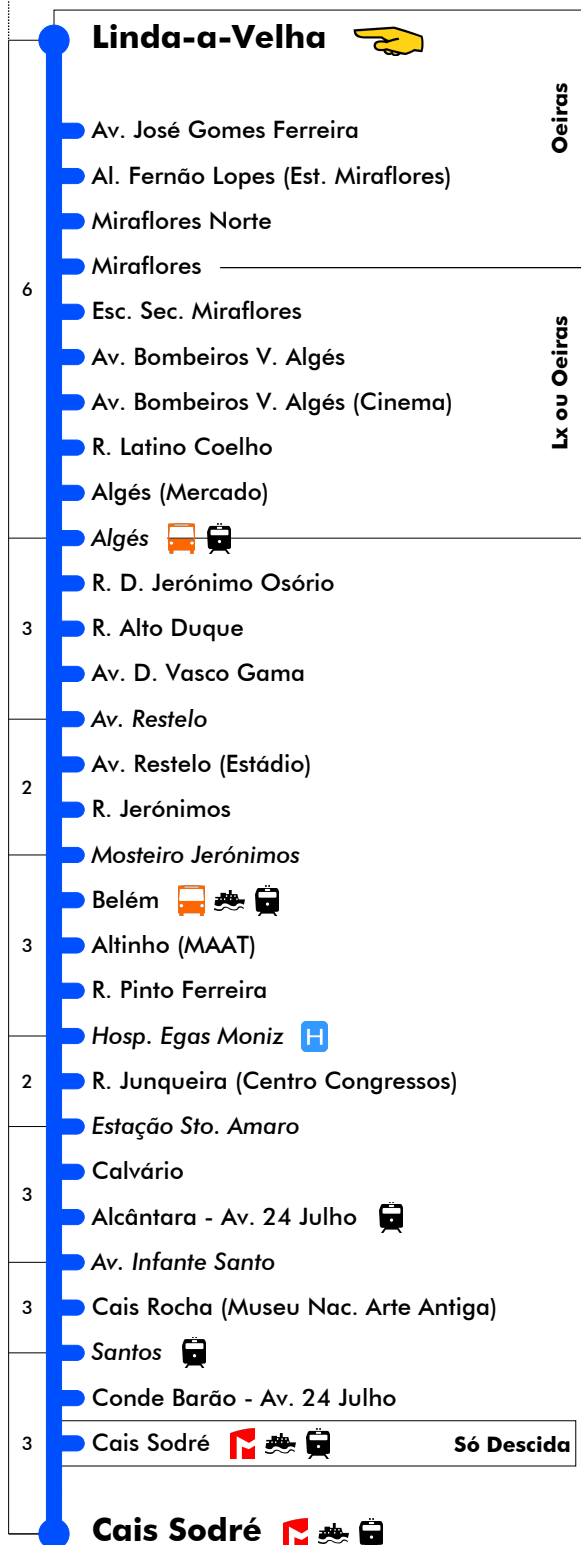 Linda-a-Velha
Oeiras
Av. José Gomes Ferreira
Al. Fernão Lopes (Est. Miraflores)
Miraflores Norte
Miraflores
6
Esc. Sec. Miraflores
Lx ou Oeiras
Av. Bombeiros V. Algés
Av. Bombeiros V. Algés (Cinema)
R. Latino Coelho
Algés (Mercado)
Algés
R. D. Jerónimo Osório
3
R. Alto Duque
Av. D. Vasco Gama
Av. Restelo
Av. Restelo (Estádio)
2
R. Jerónimos
Mosteiro Jerónimos
Belém
3
Altinho (MAAT)
R. Pinto Ferreira
Hosp. Egas Moniz H
2
R. Junqueira (Centro Congressos)
Estação Sto. Amaro
Calvário
3
Alcântara - Av. 24 Julho
Av. Infante Santo
3
Cais Rocha (Museu Nac. Arte Antiga)
Santos
Conde Barão - Av. 24 Julho
3
Cais Sodré
Só Descida
Cais Sodré